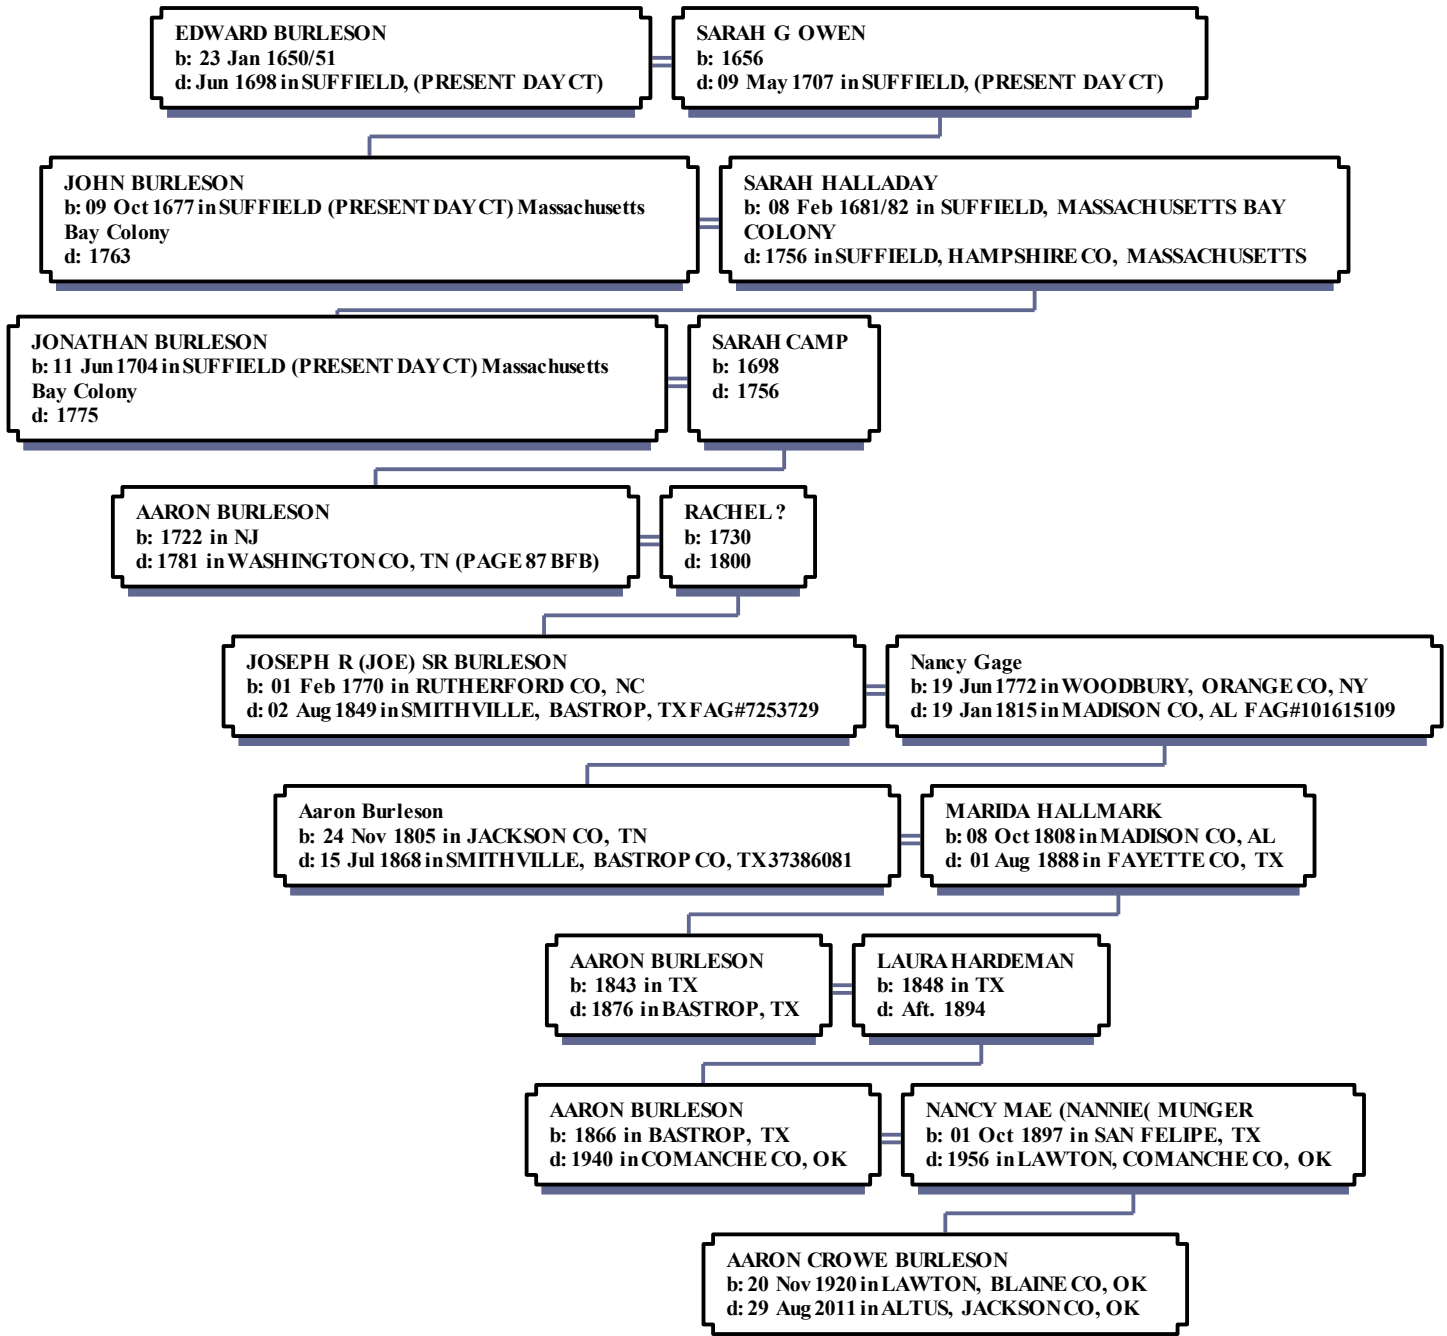 EDWARD BURLESON
b: 23 Jan 1650/51
d: Jun 1698 in SUFFIELD, (PRESENT DAY CT)
SARAH G OWEN
b: 1656
d: 09 May 1707 in SUFFIELD, (PRESENT DAY CT)
JOHN BURLESON
b: 09 Oct 1677 in SUFFIELD (PRESENT DAY CT) Massachusetts
Bay Colony
d: 1763
SARAH HALLADAY
b: 08 Feb 1681/82 in SUFFIELD, MASSACHUSETTS BAY
COLONY
d: 1756 in SUFFIELD, HAMPSHIRE CO, MASSACHUSETTS
JONATHAN BURLESON
b: 11 Jun 1704 in SUFFIELD (PRESENT DAY CT) Massachusetts
Bay Colony
d: 1775
SARAH CAMP
b: 1698
d: 1756
AARON BURLESON
b: 1722 in NJ
d: 1781 in WASHINGTON CO, TN (PAGE 87 BFB)
RACHEL ?
b: 1730
d: 1800
JOSEPH R (JOE) SR BURLESON
b: 01 Feb 1770 in RUTHERFORD CO, NC
d: 02 Aug 1849 in SMITHVILLE, BASTROP, TX FAG#7253729
Nancy Gage
b: 19 Jun 1772 in WOODBURY, ORANGE CO, NY
d: 19 Jan 1815 in MADISON CO, AL FAG#101615109
Aaron Burleson
b: 24 Nov 1805 in JACKSON CO, TN
d: 15 Jul 1868 in SMITHVILLE, BASTROP CO, TX 37386081
MARIDA HALLMARK
b: 08 Oct 1808 in MADISON CO, AL
d: 01 Aug 1888 in FAYETTE CO, TX
AARON BURLESON
b: 1843 in TX
d: 1876 in BASTROP, TX
LAURA HARDEMAN
b: 1848 in TX
d: Aft. 1894
AARON BURLESON
b: 1866 in BASTROP, TX
d: 1940 in COMANCHE CO, OK
NANCY MAE (NANNIE( MUNGER
b: 01 Oct 1897 in SAN FELIPE, TX
d: 1956 in LAWTON, COMANCHE CO, OK
AARON CROWE BURLESON
b: 20 Nov 1920 in LAWTON, BLAINE CO, OK
d: 29 Aug 2011 in ALTUS, JACKSON CO, OK